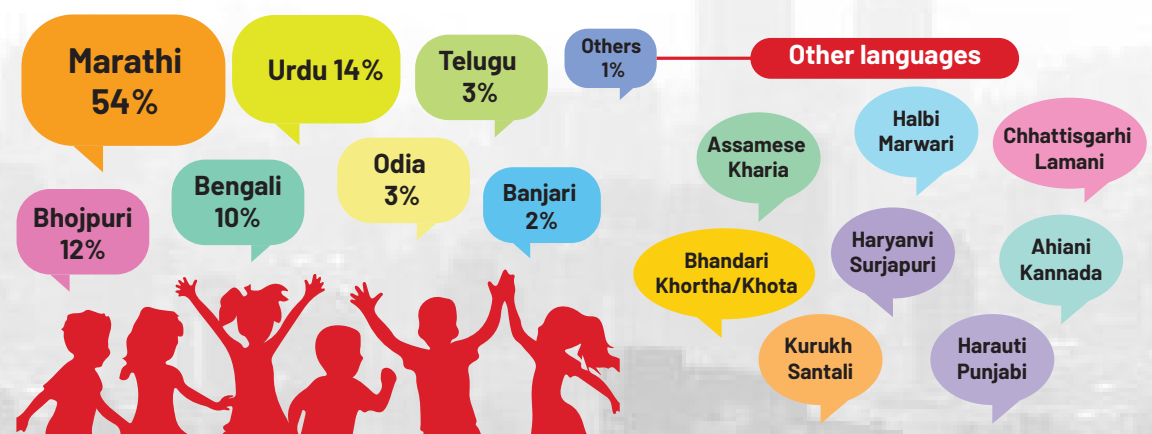 Marathi
54%
Urdu 14%
Telugu
3%
Others
1%
Other languages
Bhojpuri
12%
Bengali
10%
Odia
3%
Banjari
2%
Assamese
Kharia
Halbi
Marwari
Chhattisgarhi
Lamani
Bhandari
Khortha/Khota
Haryanvi
Surjapuri
Ahiani
Kannada
Kurukh
Santali
Harauti
Punjabi